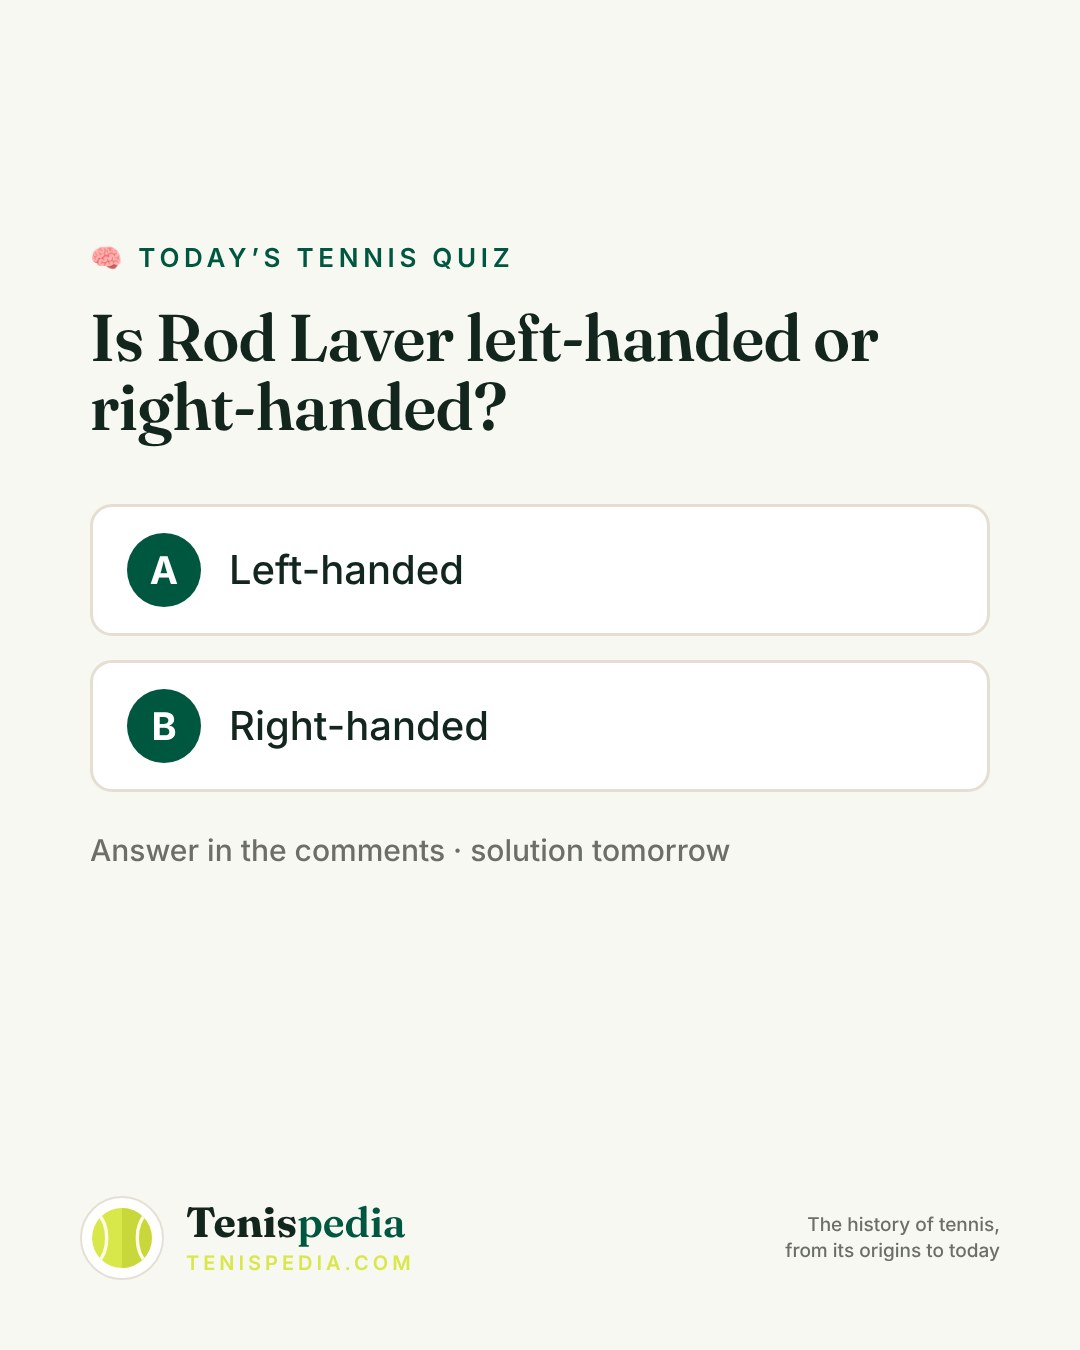 🧠 TODAY’S TENNIS QUIZ
Is Rod Laver left-handed or
right-handed?
A Left-handed
B Right-handed
Answer in the comments · solution tomorrow
Tenispedia
TENISPEDIA.COM
The history of tennis,
from its origins to today